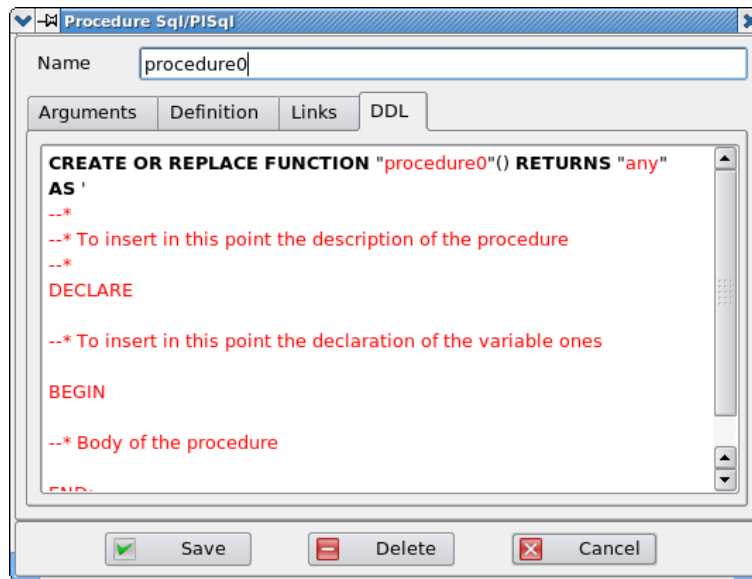 Procedure Sql/PlSql
Name procedure0
Arguments Definition Links DDL
CREATE OR REPLACE FUNCTION "procedure0"() RETURNS "any"
AS '
--*
--* To insert in this point the description of the procedure
--*
DECLARE
--* To insert in this point the declaration of the variable ones
BEGIN
--* Body of the procedure
END;
Save Delete Cancel